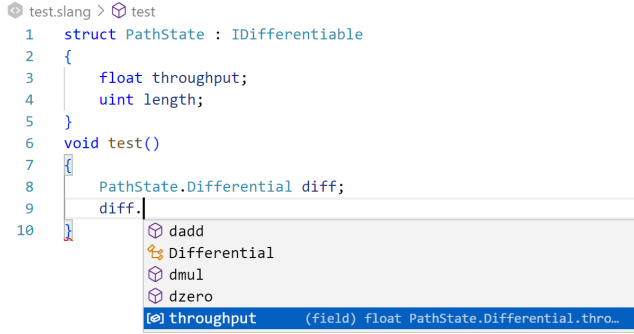 test.slang > test
1 struct PathState : IDifferentiable
2 {
3 float throughput;
4 uint length;
5 }
6 void test()
7 {
8 PathState.Differential diff;
9 diff.
10 }
dadd
Differential
dmul
dzero
throughput (field) float PathState.Differential.thro…